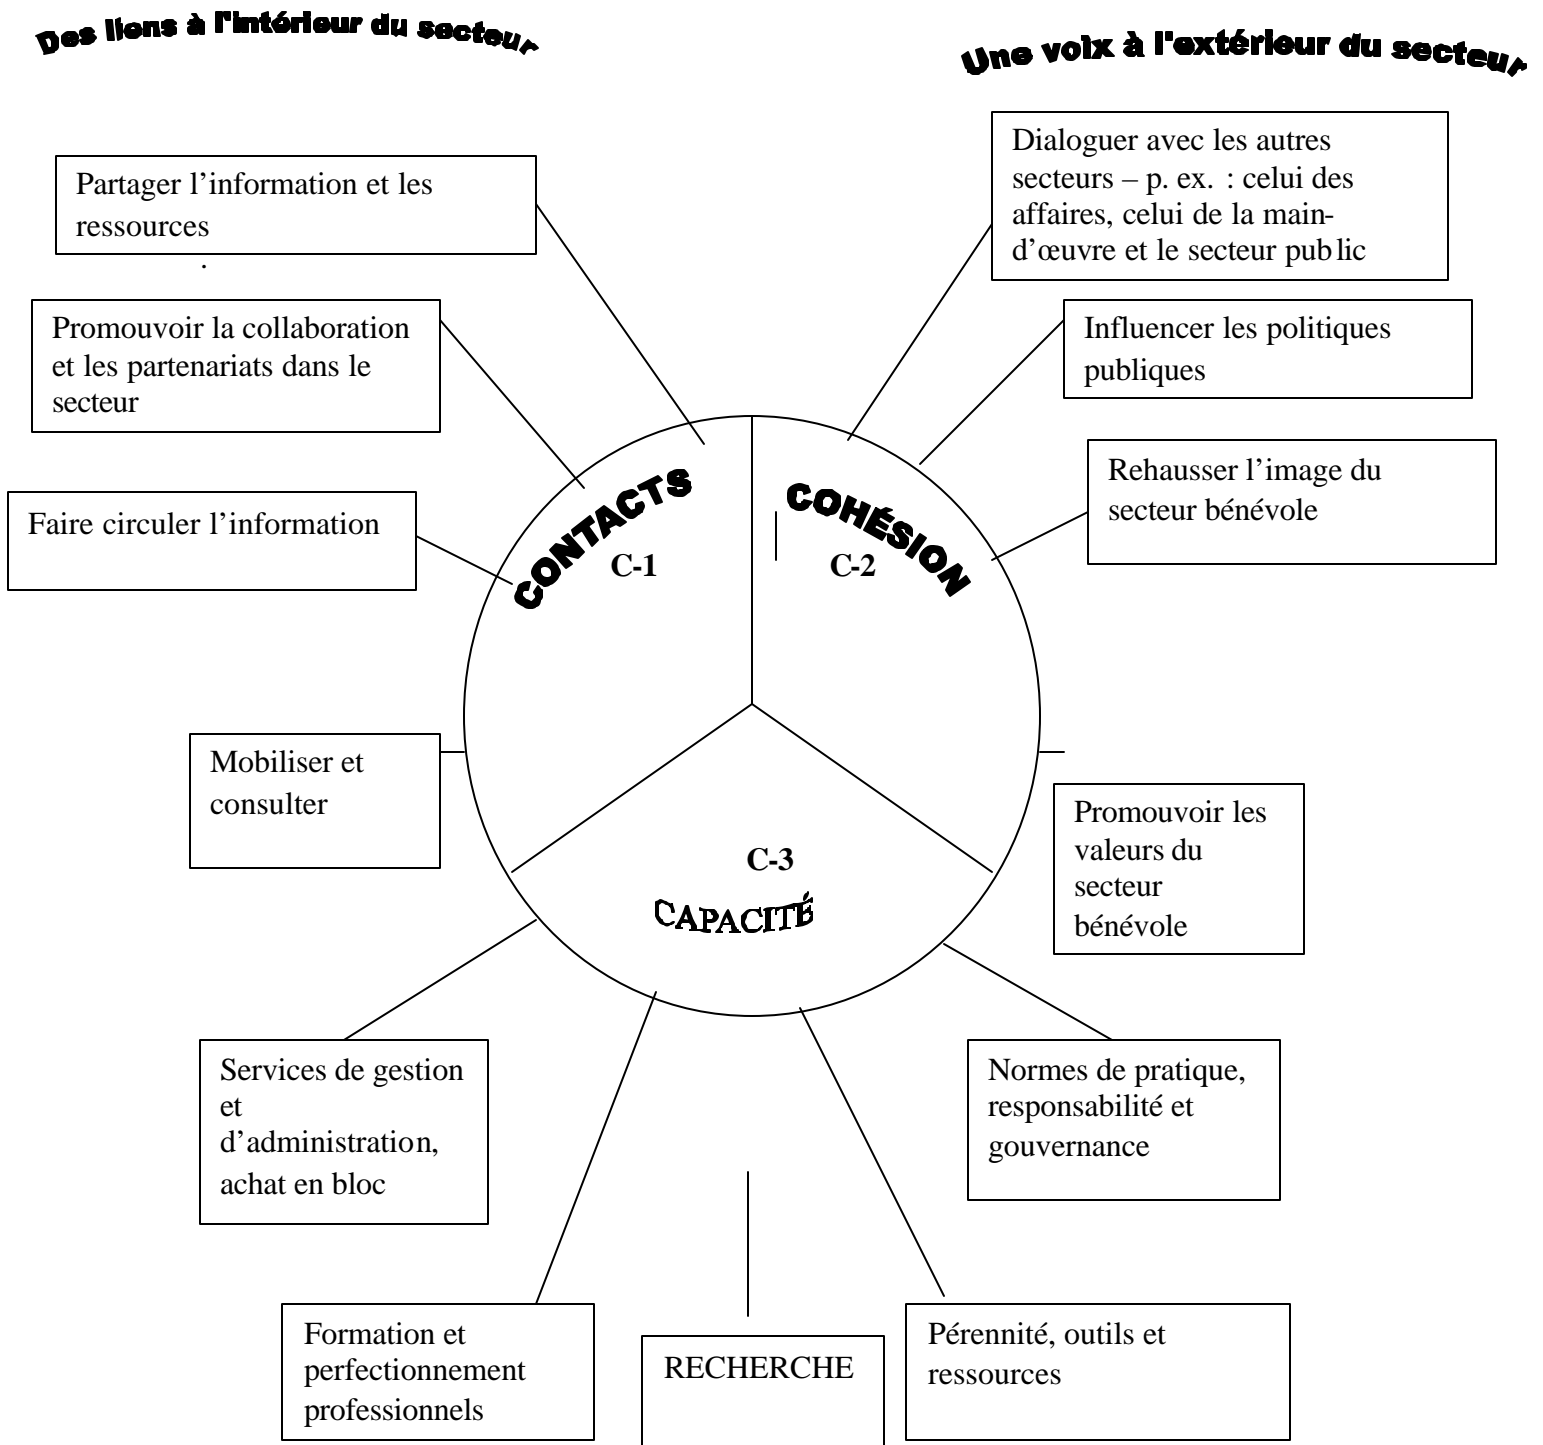 Des liens à l'intérieur du secteur
Une voix à l'extérieur du secteur
Partager l’information et les
ressources
.
Dialoguer avec les autres
secteurs – p. ex. : celui des
affaires, celui de la main-
d’œuvre et le secteur public
Promouvoir la collaboration
et les partenariats dans le
secteur
Influencer les politiques
publiques
Faire circuler l’information
Rehausser l’image du
secteur bénévole
CONTACTS
C-1
COHÉSION
C-2
Mobiliser et
consulter
Promouvoir les
valeurs du
secteur
bénévole
C-3
CAPACITÉ
Services de gestion
et
d’administration,
achat en bloc
Normes de pratique,
responsabilité et
gouvernance
Formation et
perfectionnement
professionnels
RECHERCHE
Pérennité, outils et
ressources